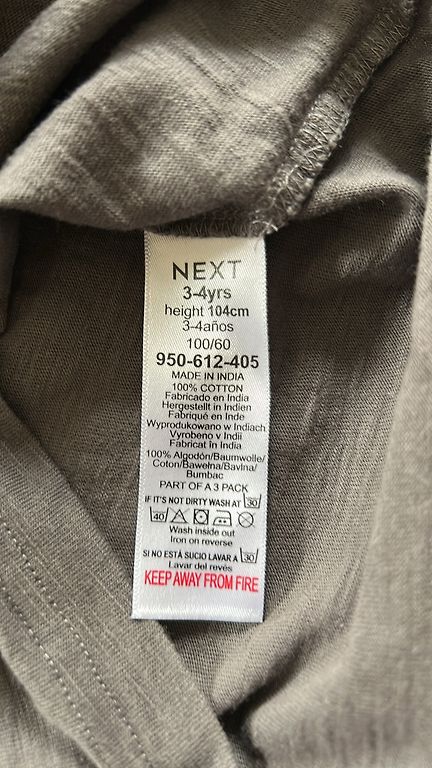 NEXT
3-4yrs
height 104cm
3-4años
100/60
950-612-405
MADE IN INDIA
100% COTTON
Fabricado en India
Hergestellt in Indien
Fabriqué en Inde
Wyprodukowano w Indiach
Vyrobeno v Indii
Fabricat în India
100% Algodón/Baumwolle/
Coton/Bawełna/Bavlna/
Bumbac
PART OF A 3 PACK
IF IT'S NOT DIRTY WASH AT 30
40
Wash inside out
Iron on reverse
SI NO ESTÁ SUCIO LAVAR A 30
Lavar del revés
KEEP AWAY FROM FIRE